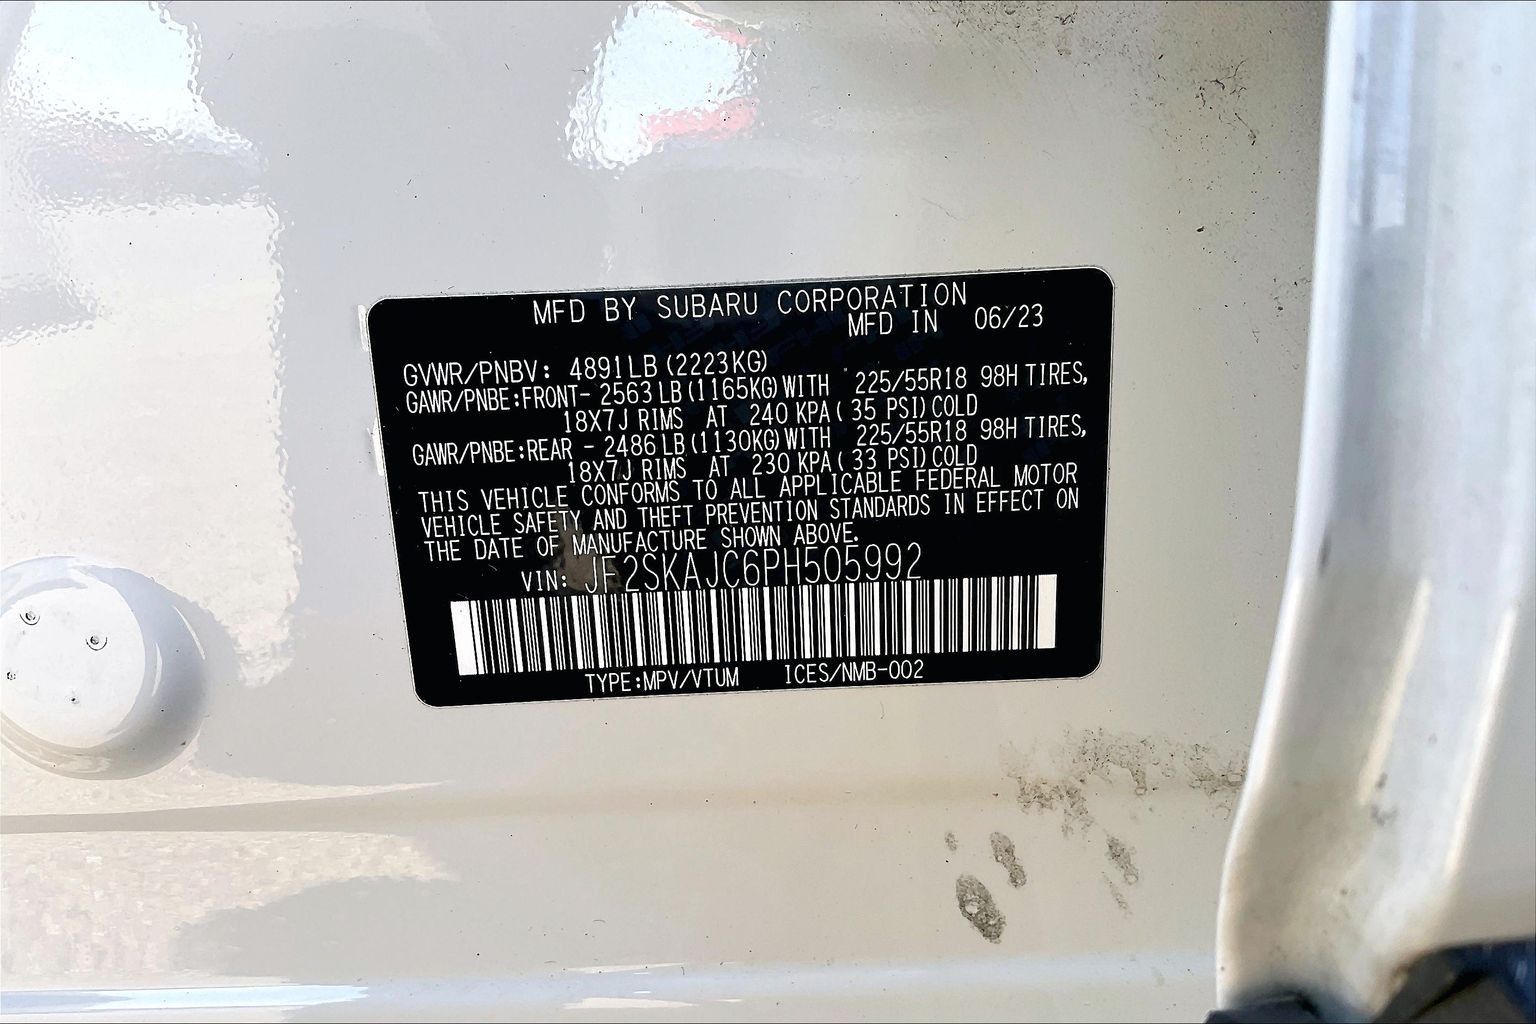 MFD BY SUBARU CORPORATION
MFD IN 06/23
GVWR/PNBV: 4891LB (2223KG)
GAWR/PNBE:FRONT- 2563LB (1165KG) WITH 225/55R18 98H TIRES,
18X7J RIMS AT 240 KPA( 35 PSI) COLD
GAWR/PNBE:REAR - 2486LB (1130KG) WITH 225/55R18 98H TIRES,
18X7J RIMS AT 230 KPA( 33 PSI) COLD
THIS VEHICLE CONFORMS TO ALL APPLICABLE FEDERAL MOTOR
VEHICLE SAFETY AND THEFT PREVENTION STANDARDS IN EFFECT ON
THE DATE OF MANUFACTURE SHOWN ABOVE.
VIN: JF2SKAJC6PH505992
TYPE:MPV/VTUM ICES/NMB-002